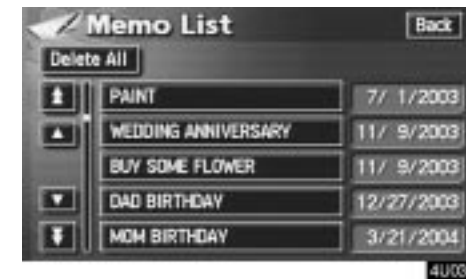 Memo List Back
Delete All
PAINT 7/ 1/2003
WEDDING ANNIVERSARY 11/ 9/2003
BUY SOME FLOWER 11/ 9/2003
DAD BIRTHDAY 12/27/2003
MOM BIRTHDAY 3/21/2004